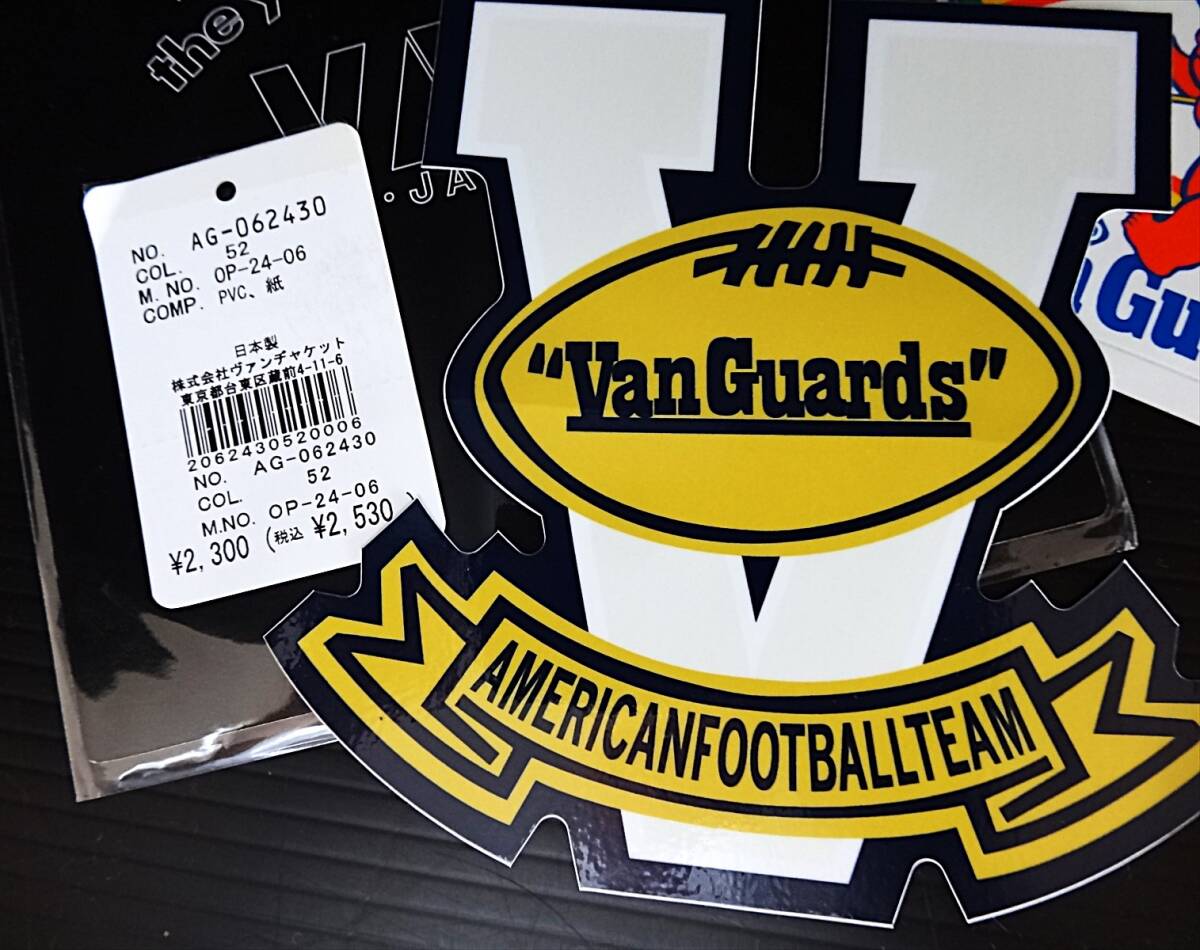 the
.JA
NO. AG-062430
COL. 52
M.NO. OP-24-06
COMP. PVC、紙
日本製
株式会社ヴァンヂャケット
東京都台東区蔵前4-11-6
2062430520006
NO. AG-062430
COL. 52
M.NO. OP-24-06
¥2,300 (税込 ¥2,530 )
"VanGuards"
AMERICANFOOTBALLTEAM
Gu